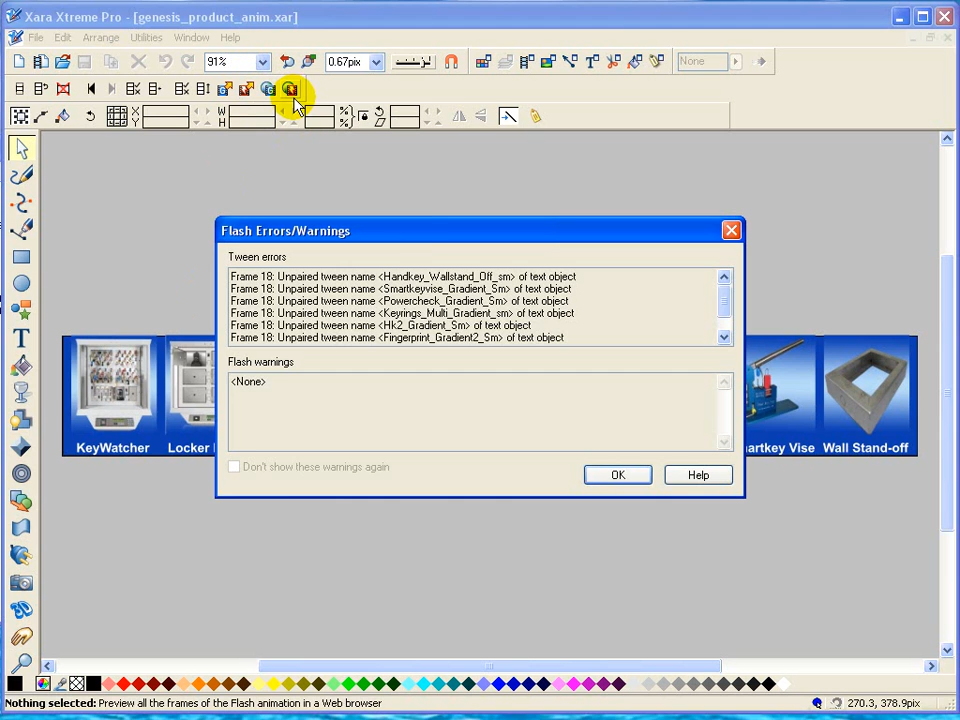 Xara Xtreme Pro - [genesis_product_anim.xar]
File Edit Arrange Utilities Window Help
91% 0.67pix None
X W
Y H
Flash Errors/Warnings
Tween errors
Frame 18: Unpaired tween name <Handkey_Wallstand_Off_sm> of text object
Frame 18: Unpaired tween name <Smartkeyvise_Gradient_Sm> of text object
Frame 18: Unpaired tween name <Powercheck_Gradient_Sm> of text object
Frame 18: Unpaired tween name <Keyrings_Multi_Gradient_sm> of text object
Frame 18: Unpaired tween name <Hk2_Gradient_Sm> of text object
Frame 18: Unpaired tween name <Fingerprint_Gradient2_Sm> of text object
Flash warnings
<None>
Don't show these warnings again
OK Help
KeyWatcher Locker martkey Vise Wall Stand-off
Nothing selected: Preview all the frames of the Flash animation in a Web browser 270.3, 378.9pix